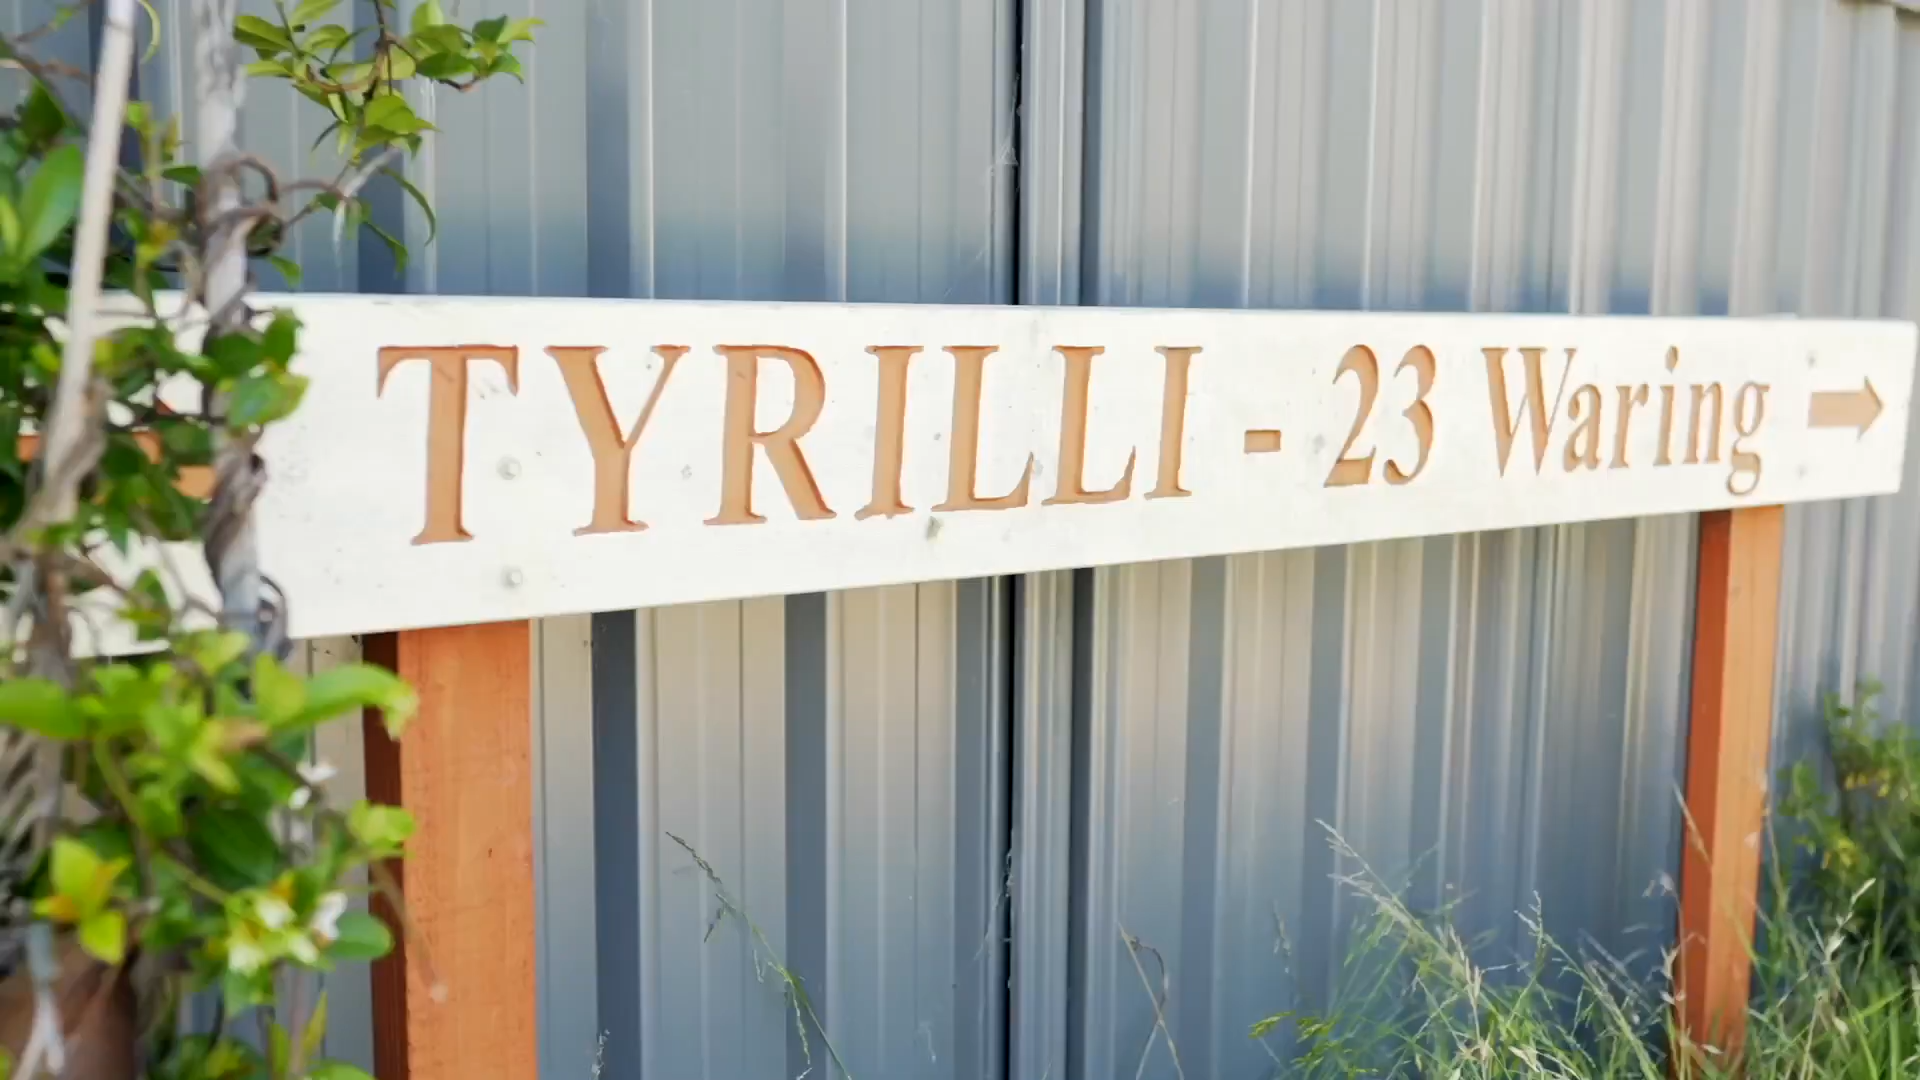 TYRILLI - 23 Waring →